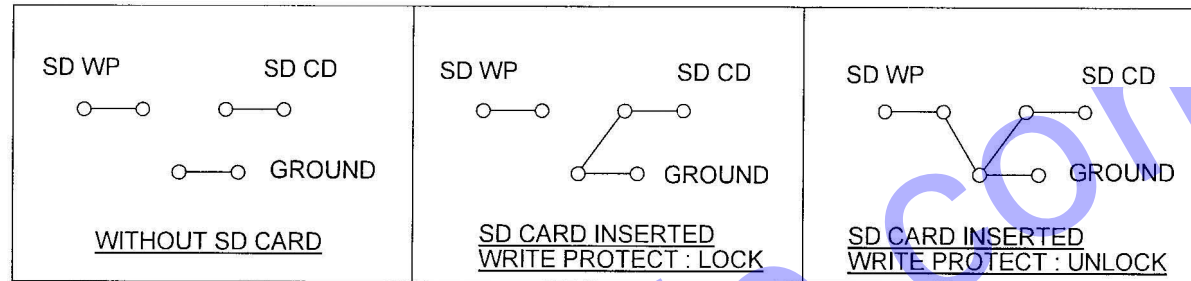 SD WP SD CD
GROUND
WITHOUT SD CARD
SD WP SD CD
GROUND
SD CARD INSERTED
WRITE PROTECT : LOCK
SD WP SD CD
GROUND
SD CARD INSERTED
WRITE PROTECT : UNLOCK